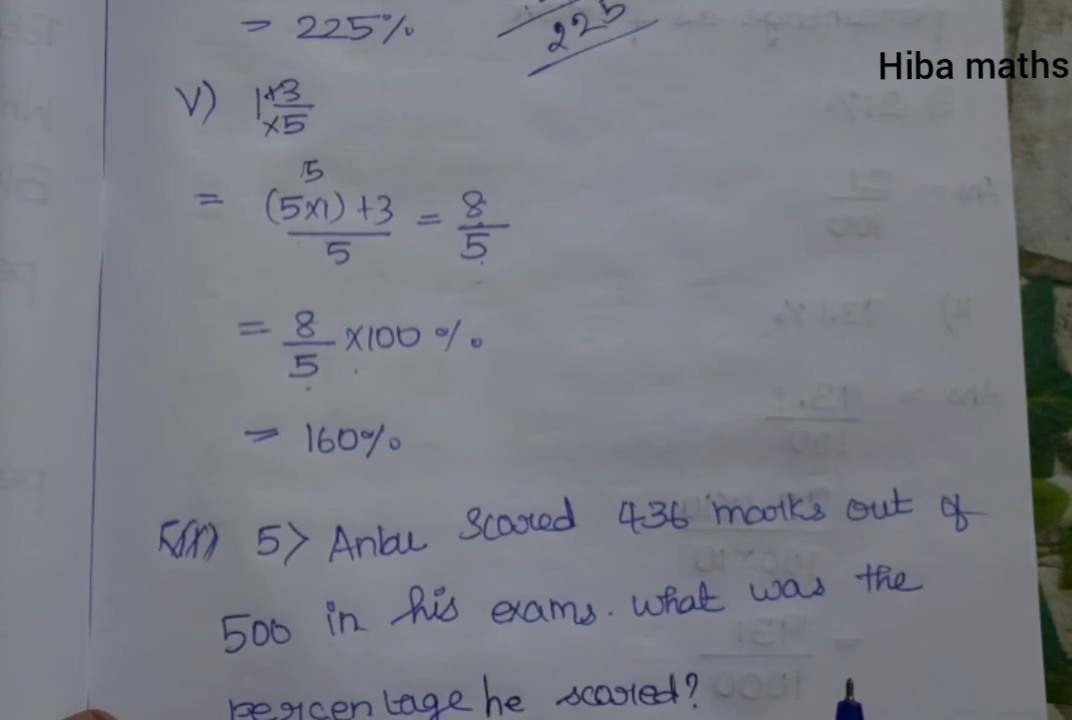 = 225%
225
Hiba maths
V) 1 +3/×5
5
= (5×1)+3/5 = 8/5
= 8/5 ×100 %
= 160%
5) Anbu Scored 436 marks out of
500 in his exams. what was the
percentage he scored?